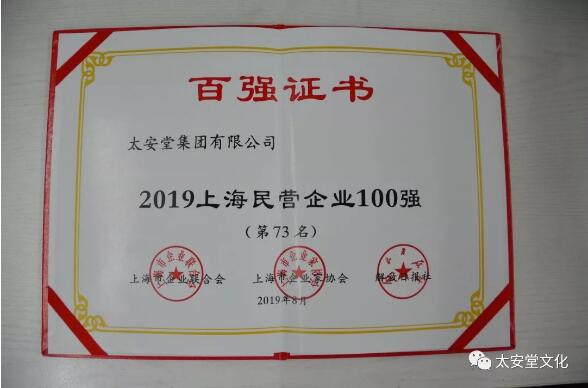 百强证书
太安堂集团有限公司
2019上海民营企业100强
（第73名）
上海市企业联合会 上海市企业家协会 解放日报社
2019年8月
太安堂文化